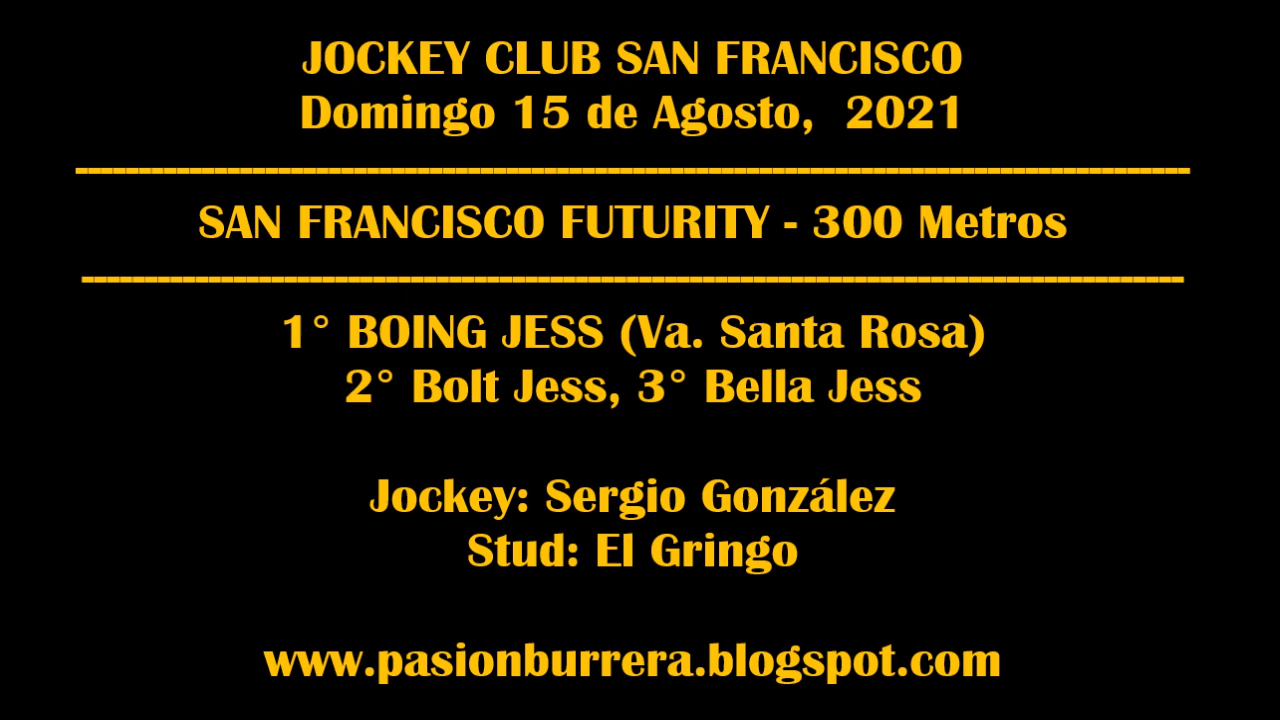 JOCKEY CLUB SAN FRANCISCO
Domingo 15 de Agosto,  2021
SAN FRANCISCO FUTURITY - 300 Metros
1° BOING JESS (Va. Santa Rosa)
2° Bolt Jess, 3° Bella Jess
Jockey: Sergio González
Stud: El Gringo
www.pasionburrera.blogspot.com